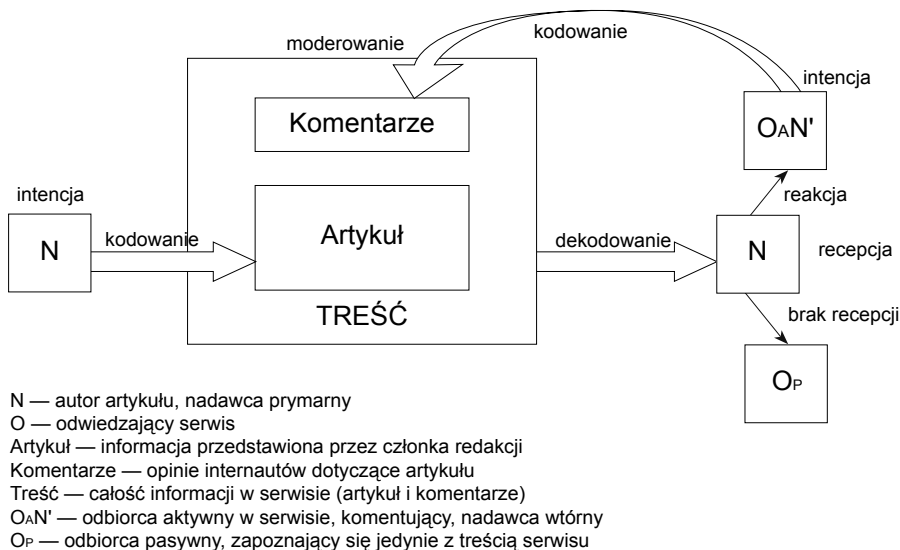 moderowanie
kodowanie
intencja
Komentarze
OAN'
intencja
reakcja
N
kodowanie
Artykuł
dekodowanie
N
recepcja
TREŚĆ
brak recepcji
OP
N — autor artykułu, nadawca prymarny
O — odwiedzający serwis
Artykuł — informacja przedstawiona przez członka redakcji
Komentarze — opinie internautów dotyczące artykułu
Treść — całość informacji w serwisie (artykuł i komentarze)
OAN' — odbiorca aktywny w serwisie, komentujący, nadawca wtórny
OP — odbiorca pasywny, zapoznający się jedynie z treścią serwisu